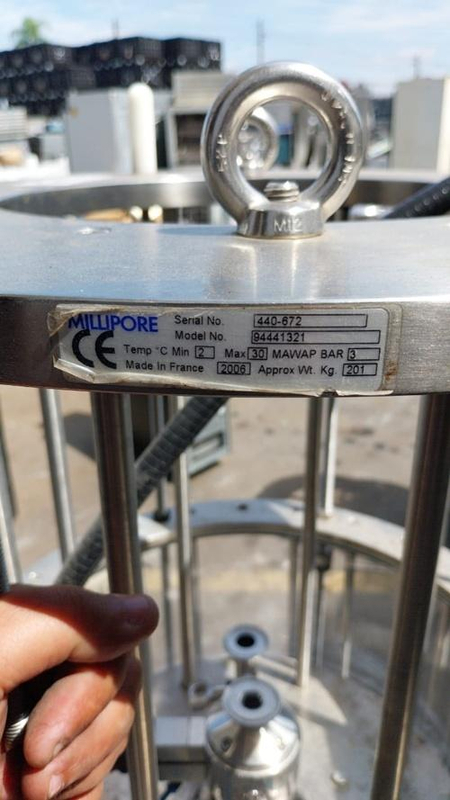 M12
MILLIPORE Serial No. 440-672
Model No. 94441321
CE Temp °C Min 2 Max 30 MAWAP BAR 3
Made In France 2006 Approx Wt. Kg. 201